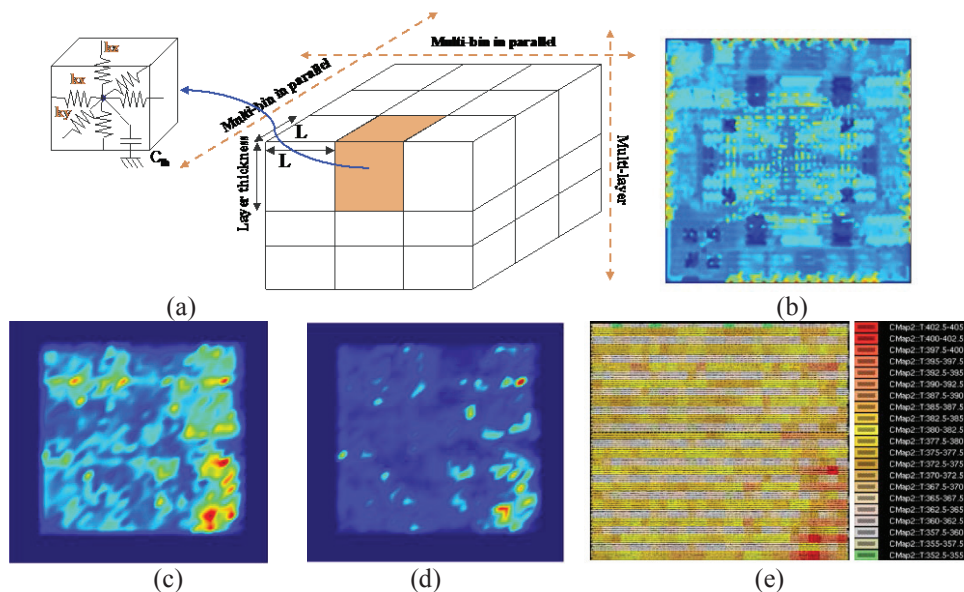 (a)
kx
kx
ky
C_m
Multi-bin in parallel
Multi-bin in parallel
Multi-layer
Layer thickness
L
L
(b)
(c)
(d)
(e)
CMap2::T:402.5-405
CMap2::T:400-402.5
CMap2::T:397.5-400
CMap2::T:395-397.5
CMap2::T:392.5-395
CMap2::T:390-392.5
CMap2::T:387.5-390
CMap2::T:385-387.5
CMap2::T:382.5-385
CMap2::T:380-382.5
CMap2::T:377.5-380
CMap2::T:375-377.5
CMap2::T:372.5-375
CMap2::T:370-372.5
CMap2::T:367.5-370
CMap2::T:365-367.5
CMap2::T:362.5-365
CMap2::T:360-362.5
CMap2::T:357.5-360
CMap2::T:355-357.5
CMap2::T:352.5-355